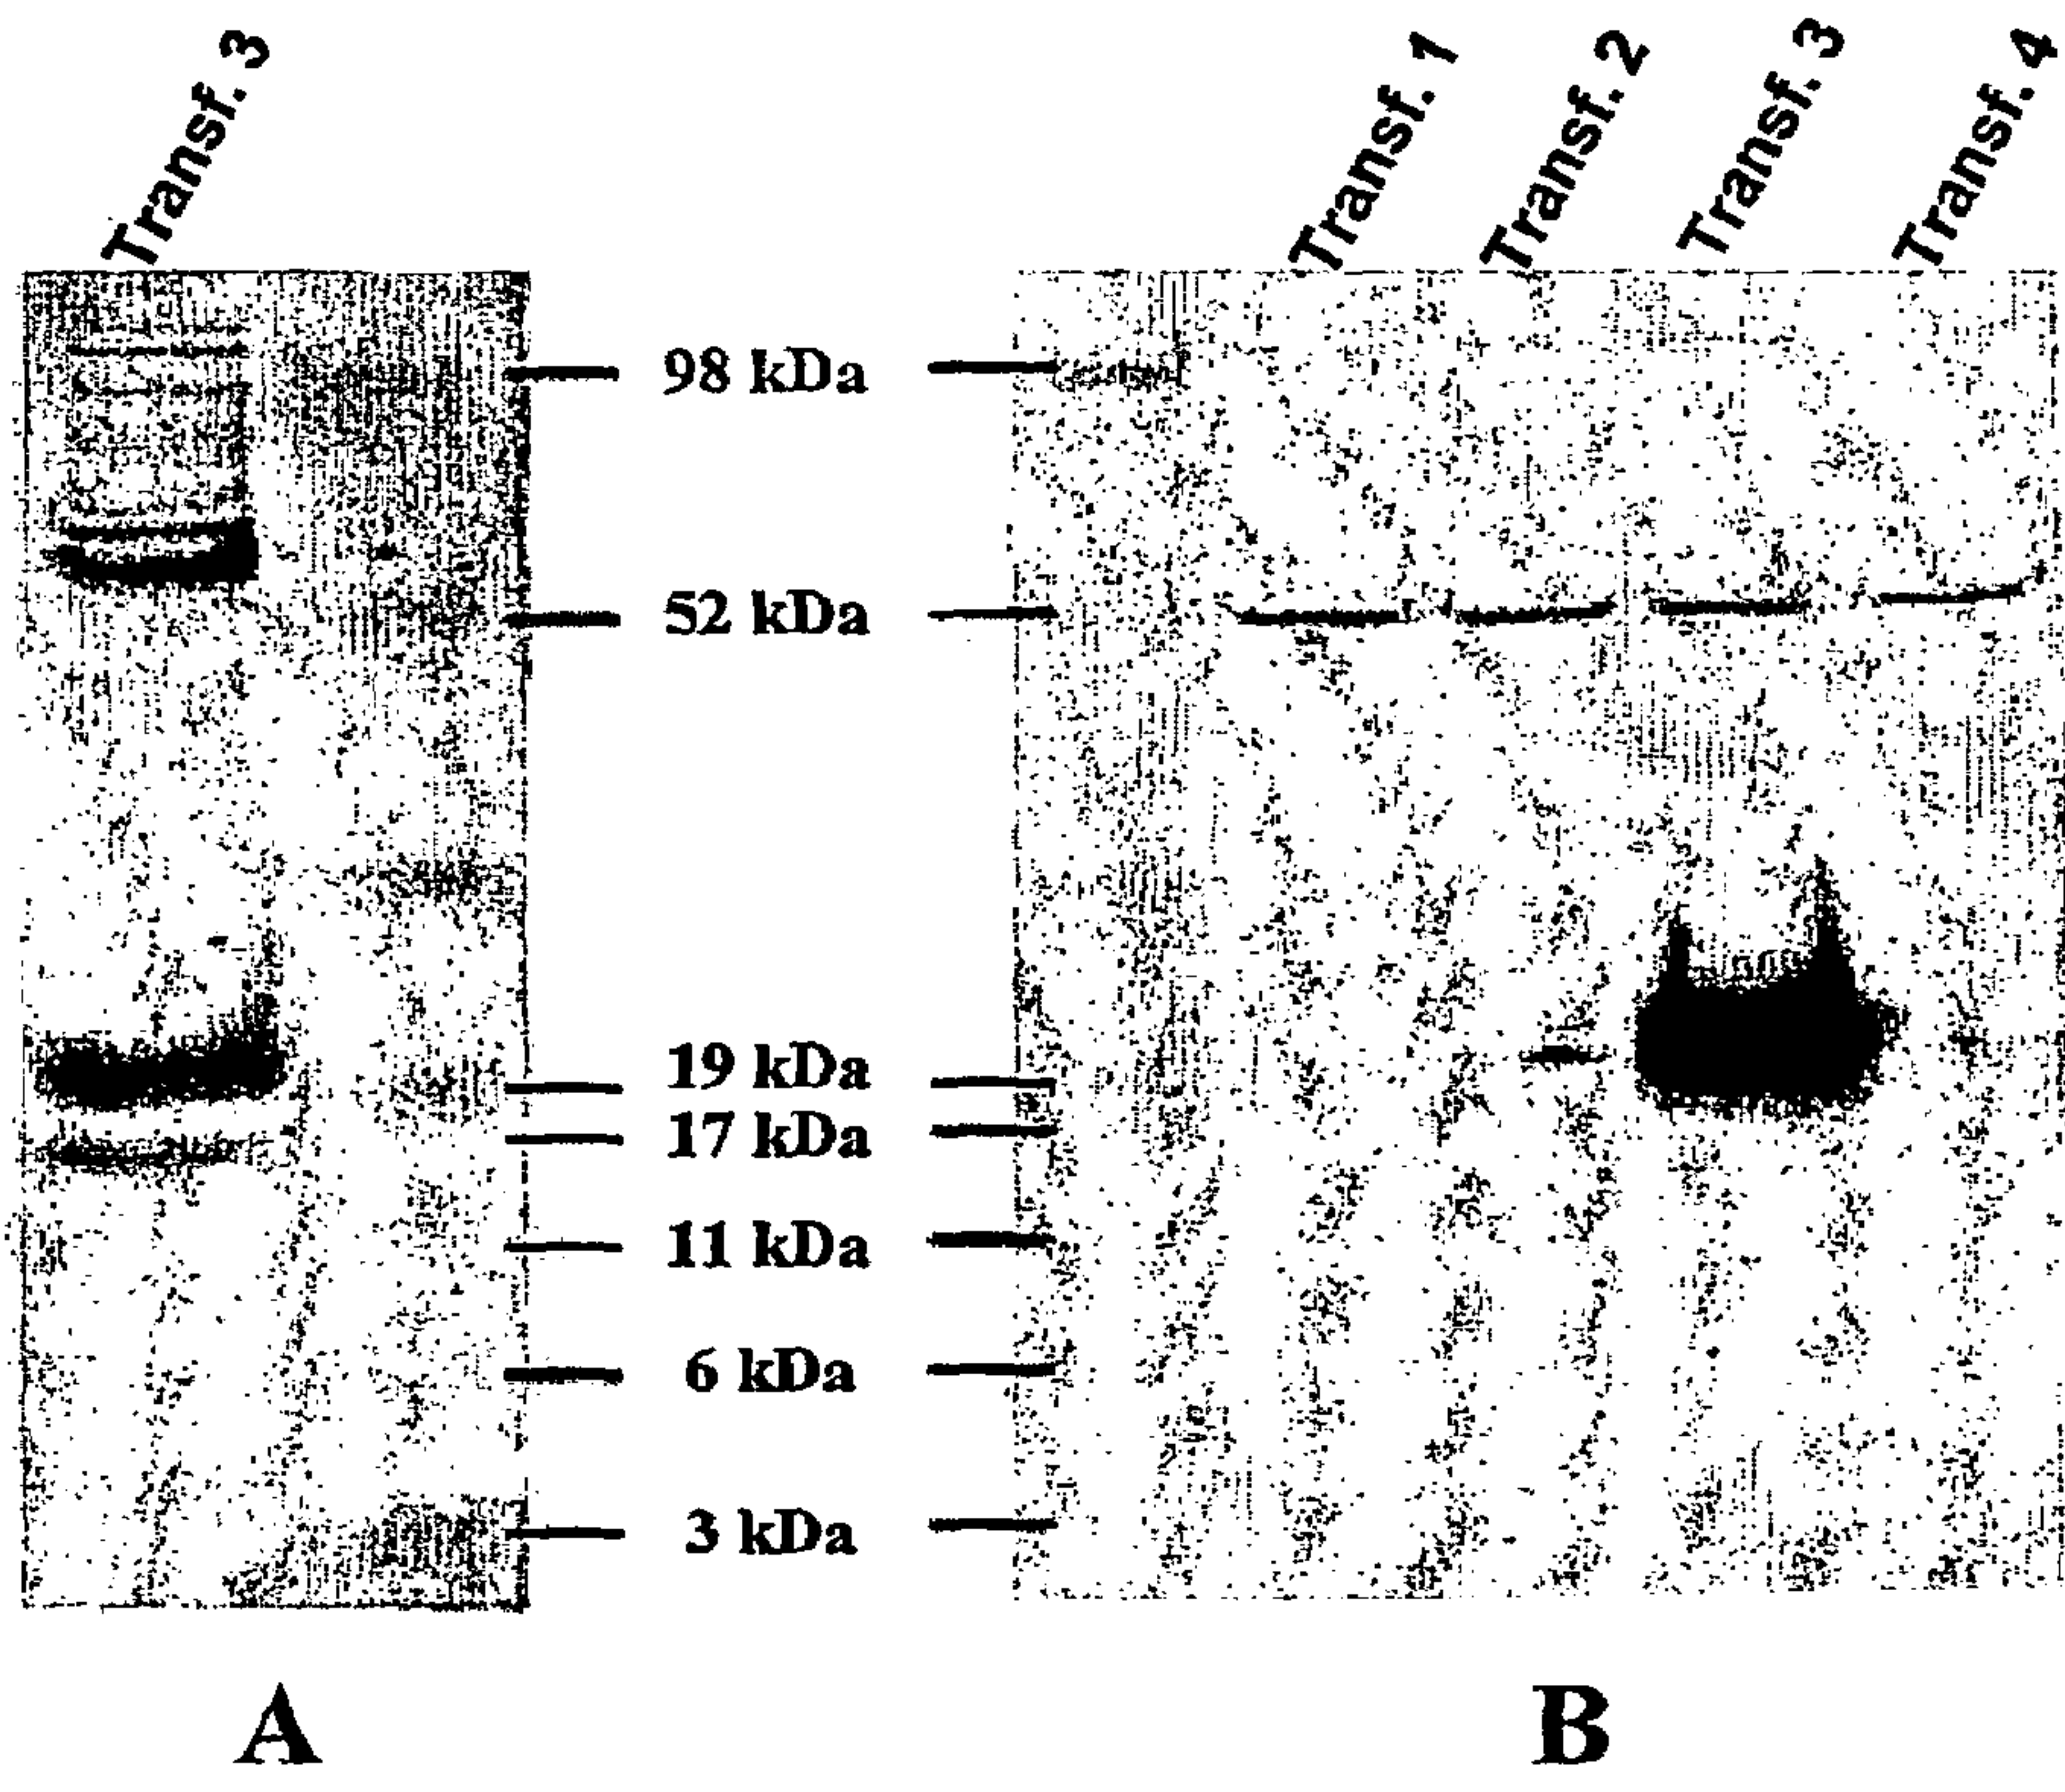 Transf. 3
Transf. 1
Transf. 2
Transf. 3
Transf. 4
98 kDa
52 kDa
19 kDa
17 kDa
11 kDa
6 kDa
3 kDa
A
B